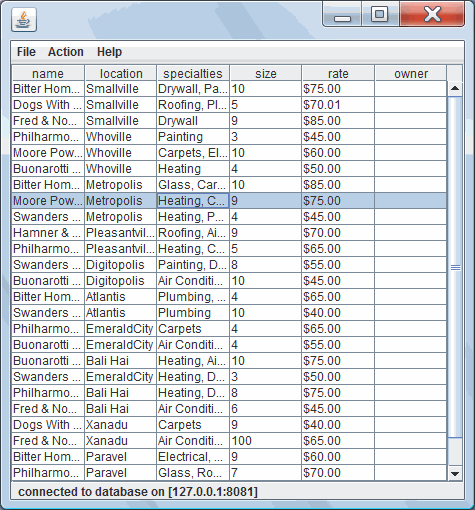 File Action Help
name location specialties size rate owner
Bitter Hom... Smallville Drywall, Pa... 10 $75.00
Dogs With ... Smallville Roofing, Pl... 5 $70.01
Fred & No... Smallville Drywall 9 $85.00
Philharmo... Whoville Painting 3 $45.00
Moore Pow... Whoville Carpets, El... 10 $60.00
Buonarotti ... Whoville Heating 4 $50.00
Bitter Hom... Metropolis Glass, Car... 10 $85.00
Moore Pow... Metropolis Heating, C... 9 $75.00
Swanders ... Metropolis Heating, P... 4 $45.00
Hamner & ... Pleasantvil... Roofing, Ai... 9 $70.00
Philharmo... Pleasantvil... Heating, C... 5 $65.00
Swanders ... Digitopolis Painting, D... 8 $55.00
Buonarotti ... Digitopolis Air Conditi... 10 $45.00
Bitter Hom... Atlantis Plumbing, ... 4 $65.00
Swanders ... Atlantis Plumbing 10 $40.00
Philharmo... EmeraldCity Carpets 4 $65.00
Buonarotti ... EmeraldCity Air Conditi... 4 $55.00
Buonarotti ... Bali Hai Heating, Ai... 10 $75.00
Swanders ... EmeraldCity Heating, D... 3 $50.00
Philharmo... Bali Hai Heating, D... 8 $75.00
Fred & No... Bali Hai Air Conditi... 6 $45.00
Dogs With ... Xanadu Carpets 9 $40.00
Fred & No... Xanadu Air Conditi... 100 $65.00
Bitter Hom... Paravel Electrical, ... 9 $60.00
Philharmo... Paravel Glass, Ro... 7 $70.00
connected to database on [127.0.0.1:8081]